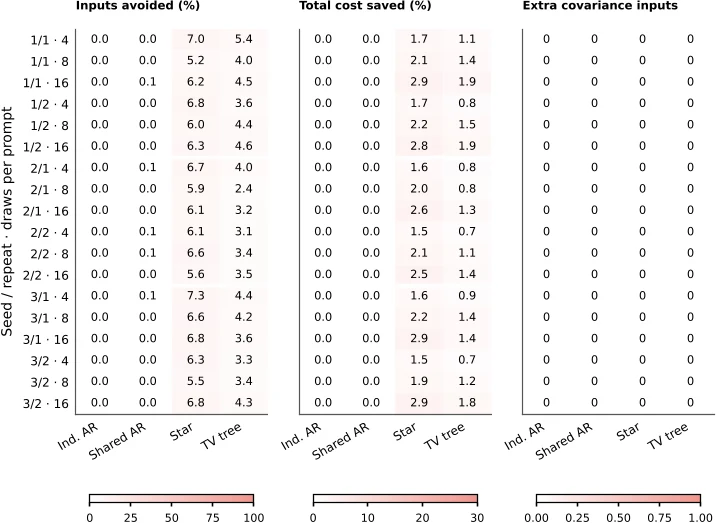 Inputs avoided (%) Total cost saved (%) Extra covariance inputs
Seed / repeat · draws per prompt
1/1 · 4 0.0 0.0 7.0 5.4 0.0 0.0 1.7 1.1 0 0 0 0
1/1 · 8 0.0 0.0 5.2 4.0 0.0 0.0 2.1 1.4 0 0 0 0
1/1 · 16 0.0 0.1 6.2 4.5 0.0 0.0 2.9 1.9 0 0 0 0
1/2 · 4 0.0 0.0 6.8 3.6 0.0 0.0 1.7 0.8 0 0 0 0
1/2 · 8 0.0 0.0 6.0 4.4 0.0 0.0 2.2 1.5 0 0 0 0
1/2 · 16 0.0 0.0 6.3 4.6 0.0 0.0 2.8 1.9 0 0 0 0
2/1 · 4 0.0 0.1 6.7 4.0 0.0 0.0 1.6 0.8 0 0 0 0
2/1 · 8 0.0 0.0 5.9 2.4 0.0 0.0 2.0 0.8 0 0 0 0
2/1 · 16 0.0 0.0 6.1 3.2 0.0 0.0 2.6 1.3 0 0 0 0
2/2 · 4 0.0 0.1 6.1 3.1 0.0 0.0 1.5 0.7 0 0 0 0
2/2 · 8 0.0 0.1 6.6 3.4 0.0 0.0 2.1 1.1 0 0 0 0
2/2 · 16 0.0 0.0 5.6 3.5 0.0 0.0 2.5 1.4 0 0 0 0
3/1 · 4 0.0 0.1 7.3 4.4 0.0 0.0 1.6 0.9 0 0 0 0
3/1 · 8 0.0 0.0 6.6 4.2 0.0 0.0 2.2 1.4 0 0 0 0
3/1 · 16 0.0 0.0 6.8 3.6 0.0 0.0 2.9 1.4 0 0 0 0
3/2 · 4 0.0 0.0 6.3 3.3 0.0 0.0 1.5 0.7 0 0 0 0
3/2 · 8 0.0 0.0 5.5 3.4 0.0 0.0 1.9 1.2 0 0 0 0
3/2 · 16 0.0 0.0 6.8 4.3 0.0 0.0 2.9 1.8 0 0 0 0
Ind. AR Shared AR Star TV tree Ind. AR Shared AR Star TV tree Ind. AR Shared AR Star TV tree
0 25 50 75 100 0 10 20 30 0.00 0.25 0.50 0.75 1.00